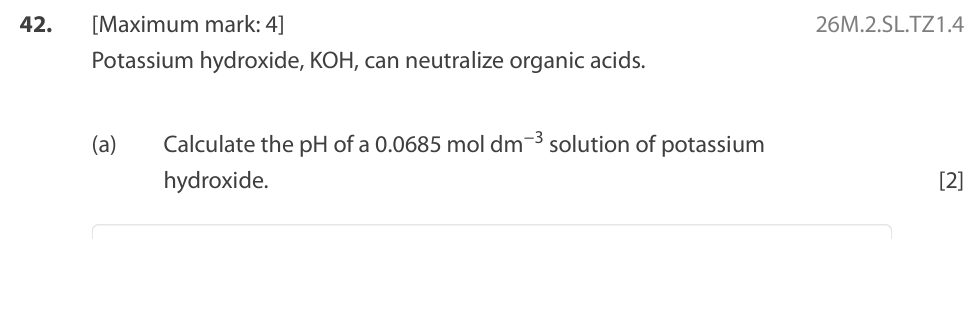 42. [Maximum mark: 4] 26M.2.SL.TZ1.4
Potassium hydroxide, KOH, can neutralize organic acids.
(a) Calculate the pH of a 0.0685 mol dm⁻³ solution of potassium
hydroxide. [2]